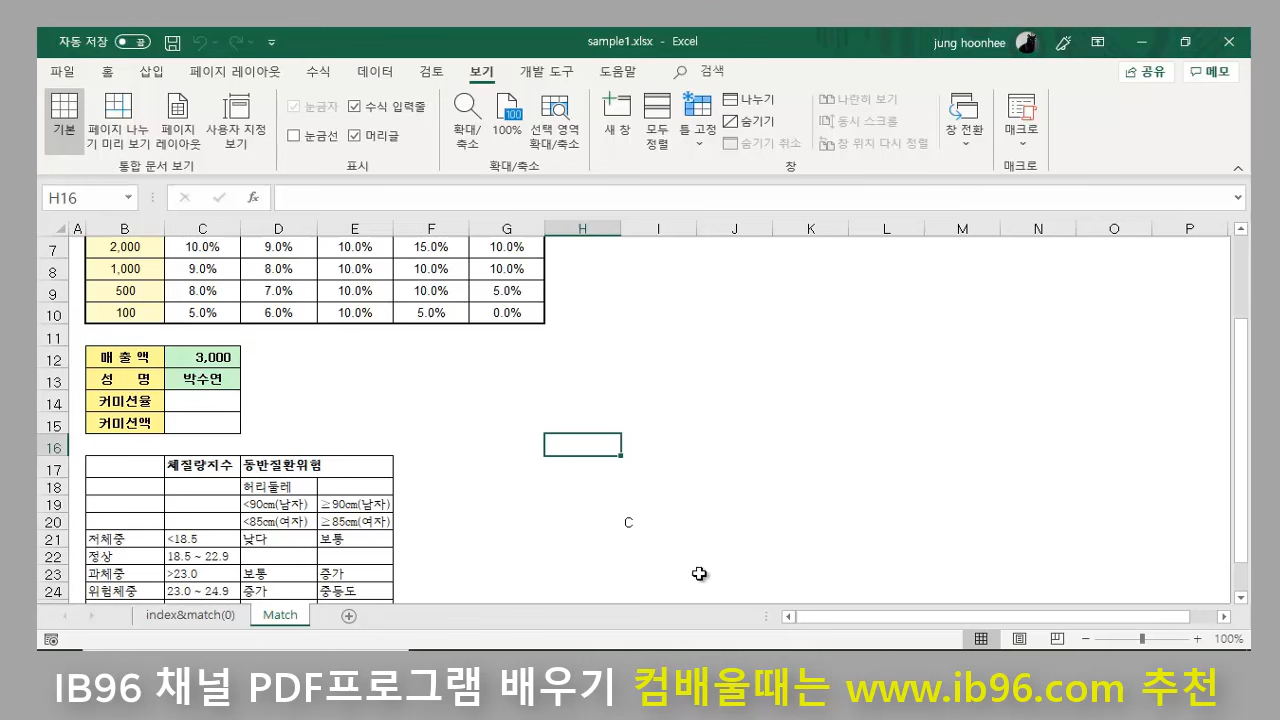 자동 저장 끔 sample1.xlsx - Excel jung hoonhee
파일 홈 삽입 페이지 레이아웃 수식 데이터 검토 보기 개발 도구 도움말 검색 공유 메모
기본 페이지 나누기 미리 보기 페이지 레이아웃 사용자 지정 보기
통합 문서 보기
눈금자 수식 입력줄
눈금선 머리글
표시
확대/축소 100% 선택 영역 확대/축소
확대/축소
새 창 모두 정렬 틀 고정
나누기
숨기기
숨기기 취소
나란히 보기
동시 스크롤
창 위치 다시 정렬
창 전환
창
매크로
매크로
H16 fx
A B C D E F G H I J K L M N O P
7 2,000 10.0% 9.0% 10.0% 15.0% 10.0%
8 1,000 9.0% 8.0% 10.0% 10.0% 10.0%
9 500 8.0% 7.0% 10.0% 10.0% 5.0%
10 100 5.0% 6.0% 10.0% 5.0% 0.0%
11
12 매 출 액 3,000
13 성 명 박수연
14 커미션율
15 커미션액
16
17 체질량지수 동반질환위험
18 허리둘레
19 <90cm(남자) ≥90cm(남자)
20 <85cm(여자) ≥85cm(여자) C
21 저체중 <18.5 낮다 보통
22 정상 18.5 ~ 22.9
23 과체중 >23.0 보통 증가
24 위험체중 23.0 ~ 24.9 증가 중등도
index&match(0) Match
100%
IB96 채널 PDF프로그램 배우기 컴배울때는 www.ib96.com 추천